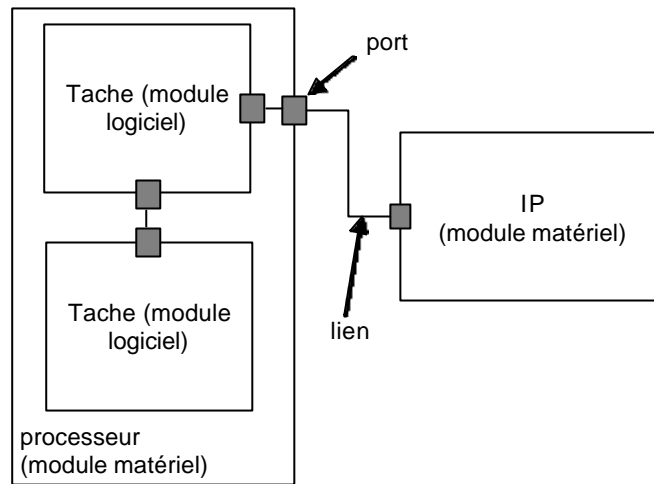 port
Tache (module
logiciel)
IP
(module matériel)
Tache (module
logiciel)
lien
processeur
(module matériel)